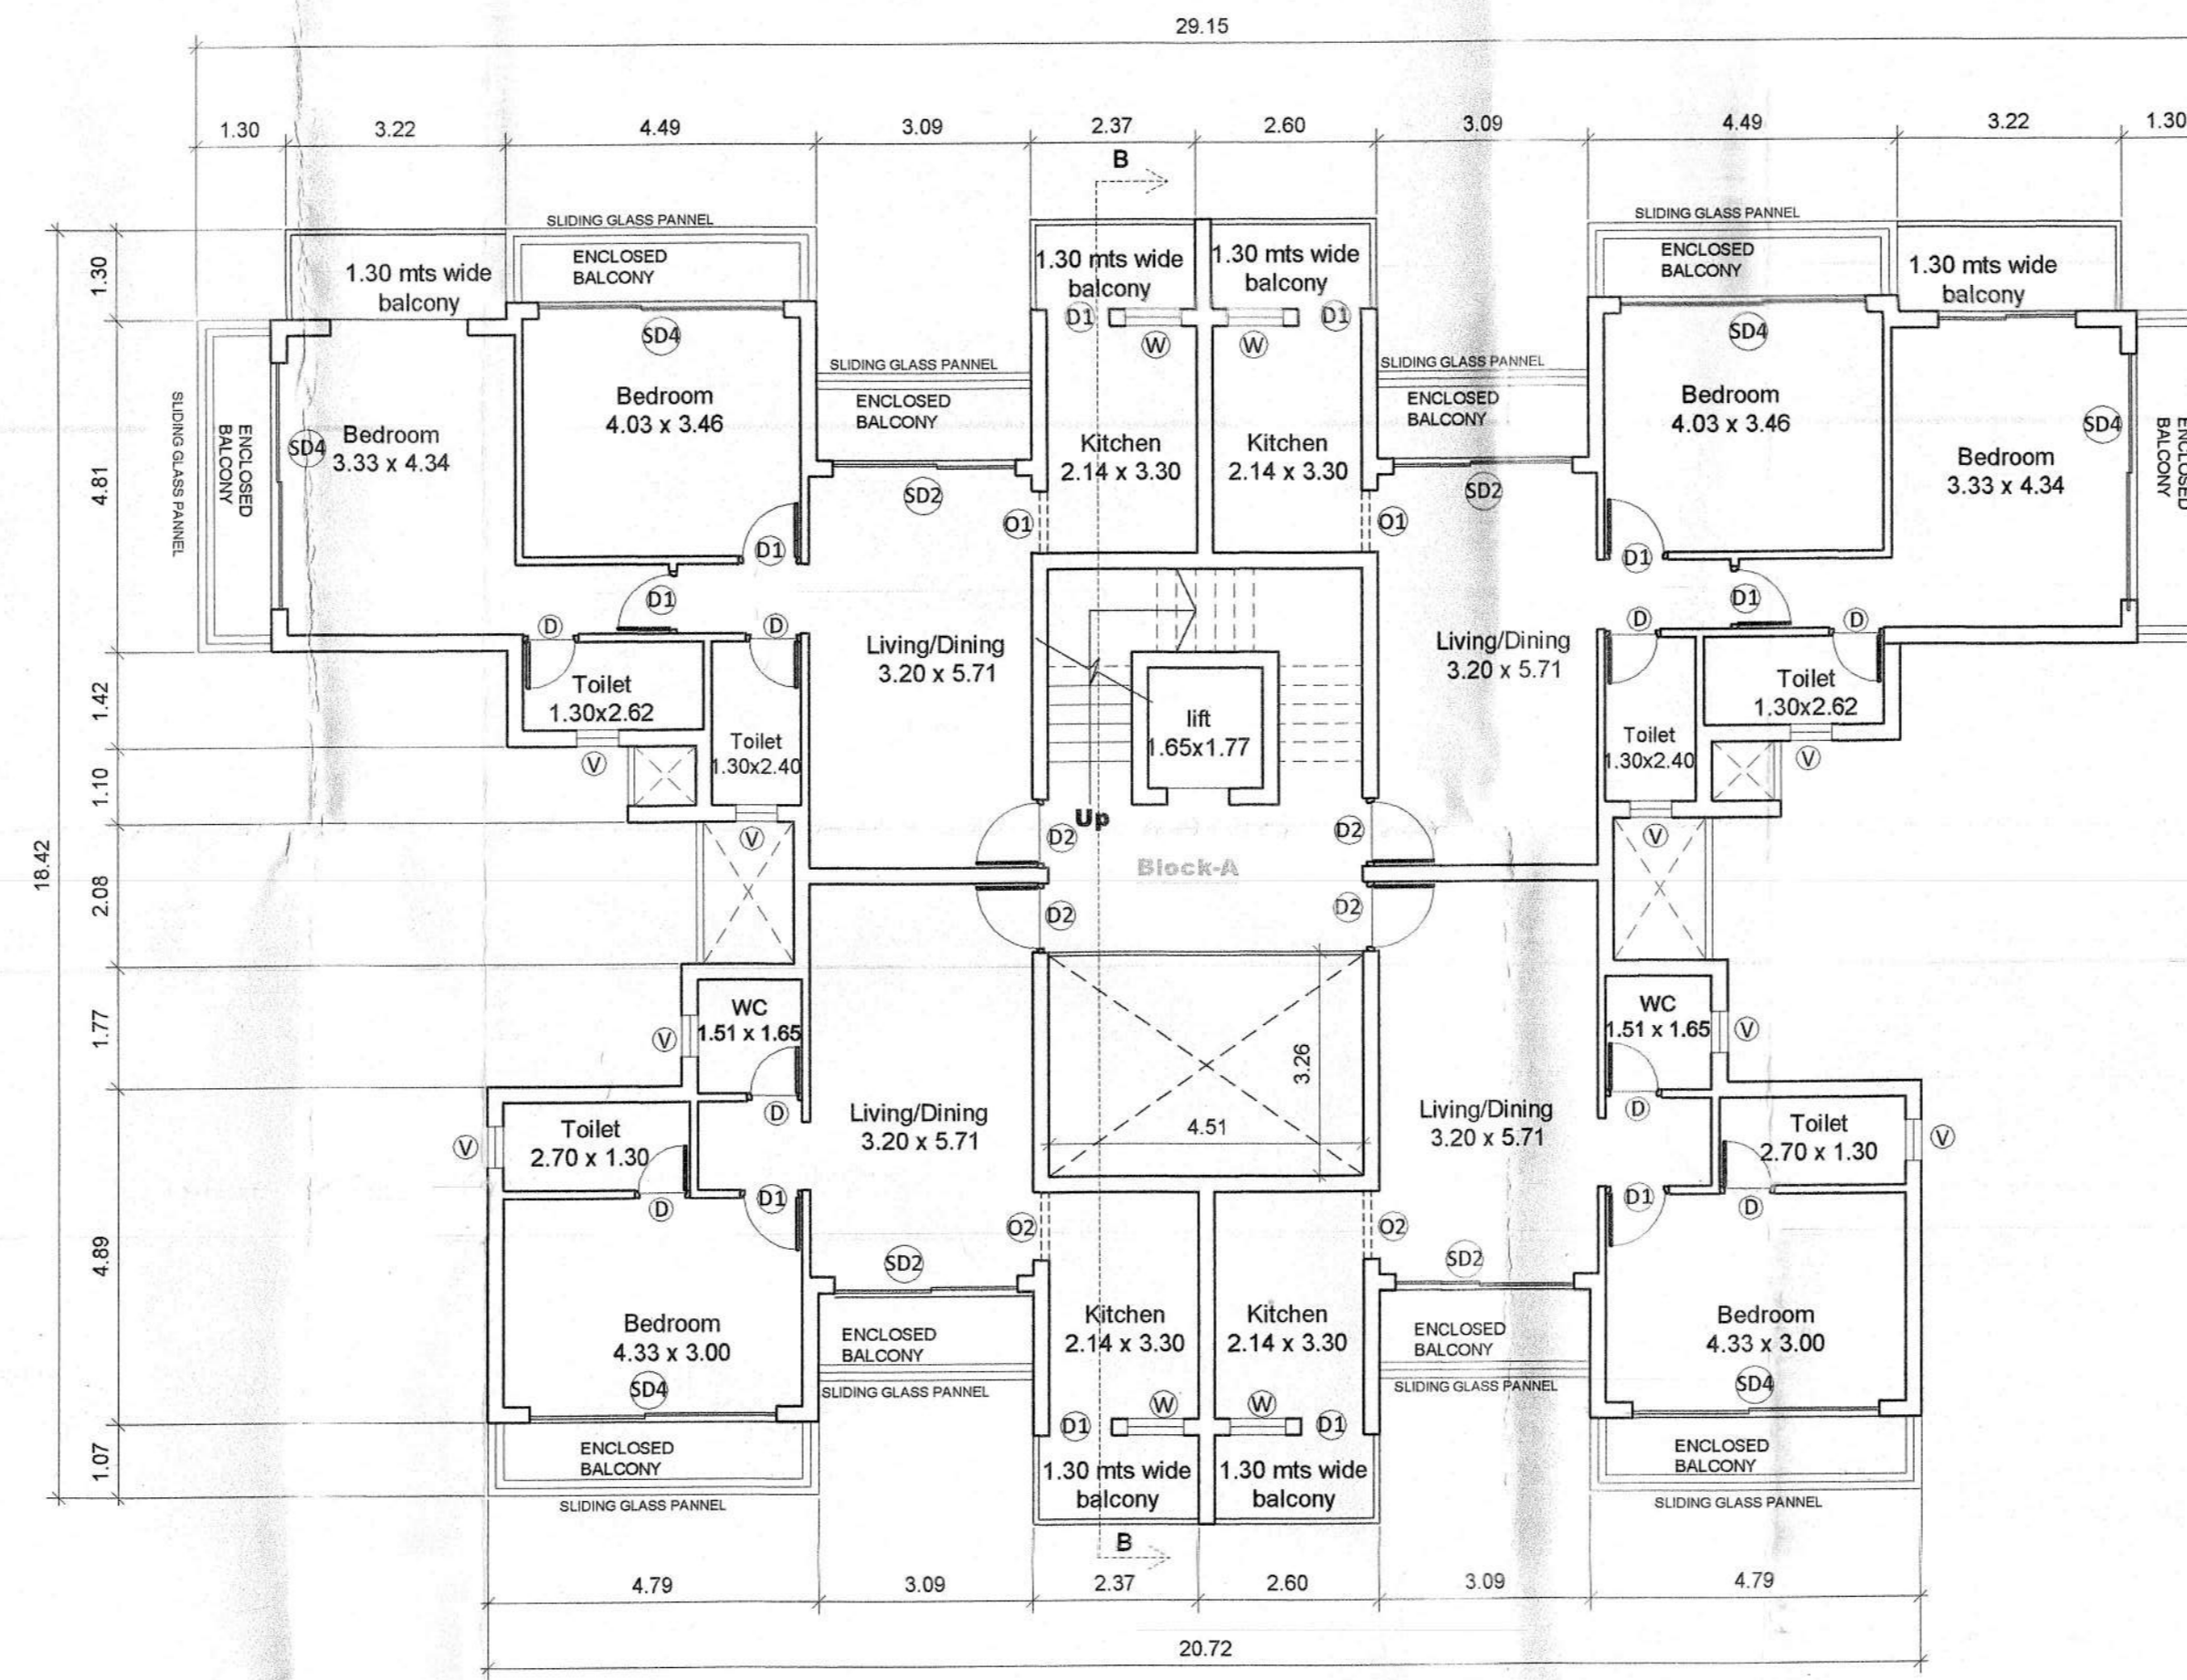 29.15
1.30
3.22
4.49
3.09
2.37
2.60
3.09
4.49
3.22
1.30
B
SLIDING GLASS PANNEL
SLIDING GLASS PANNEL
1.30 mts wide
balcony
ENCLOSED
BALCONY
1.30 mts wide
balcony
1.30 mts wide
balcony
ENCLOSED
BALCONY
1.30 mts wide
balcony
1.30
D1
W
W
D1
SD4
SD4
SLIDING GLASS PANNEL
SLIDING GLASS PANNEL
Bedroom
4.03 x 3.46
ENCLOSED
BALCONY
ENCLOSED
BALCONY
Bedroom
4.03 x 3.46
SLIDING GLASS PANNEL
ENCLOSED
BALCONY
SD4
Bedroom
3.33 x 4.34
Kitchen
2.14 x 3.30
Kitchen
2.14 x 3.30
Bedroom
3.33 x 4.34
SD4
ENCLOSED
BALCONY
4.81
SD2
SD2
O1
O1
D1
D1
D1
D1
D
D
D
D
Living/Dining
3.20 x 5.71
Living/Dining
3.20 x 5.71
1.42
Toilet
1.30x2.62
Toilet
1.30x2.40
lift
1.65x1.77
Toilet
1.30x2.40
Toilet
1.30x2.62
V
V
1.10
Up
V
D2
D2
V
18.42
Block-A
2.08
D2
D2
1.77
WC
1.51 x 1.65
V
WC
1.51 x 1.65
V
3.26
D
D
Living/Dining
3.20 x 5.71
4.51
Living/Dining
3.20 x 5.71
V
Toilet
2.70 x 1.30
Toilet
2.70 x 1.30
V
D
D1
D1
D
O2
O2
4.89
SD2
SD2
Bedroom
4.33 x 3.00
Kitchen
2.14 x 3.30
Kitchen
2.14 x 3.30
Bedroom
4.33 x 3.00
ENCLOSED
BALCONY
ENCLOSED
BALCONY
SD4
SLIDING GLASS PANNEL
SLIDING GLASS PANNEL
SD4
D1
W
W
D1
1.07
ENCLOSED
BALCONY
1.30 mts wide
balcony
1.30 mts wide
balcony
ENCLOSED
BALCONY
SLIDING GLASS PANNEL
SLIDING GLASS PANNEL
B
4.79
3.09
2.37
2.60
3.09
4.79
20.72